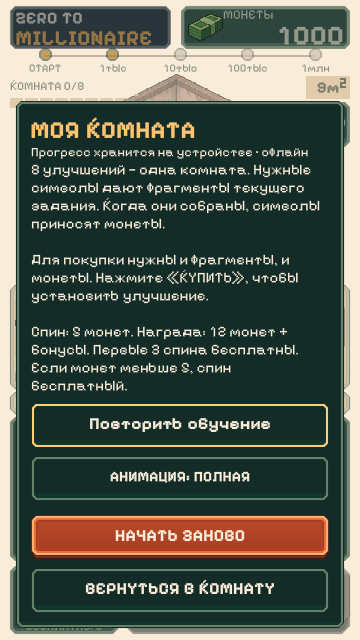 ZERO TO
MILLIONAIRE
МОНЕТЫ
1000
СТАРТ 1тыс 10тыс 100тыс 1млн
КОМНАТА 0/8
9м²
МОЯ КОМНАТА
Прогресс хранится на устройстве · офлайн
8 улучшений — одна комната. Нужные
символы дают фрагменты текущего
задания. Когда они собраны, символы
приносят монеты.
Для покупки нужны и фрагменты, и
монеты. Нажмите «КУПИТЬ», чтобы
установить улучшение.
Спин: 8 монет. Награда: 12 монет +
бонусы. Первые 3 спина бесплатны.
Если монет меньше 8, спин
бесплатный.
Повторить обучение
АНИМАЦИЯ: ПОЛНАЯ
НАЧАТЬ ЗАНОВО
ВЕРНУТЬСЯ В КОМНАТУ